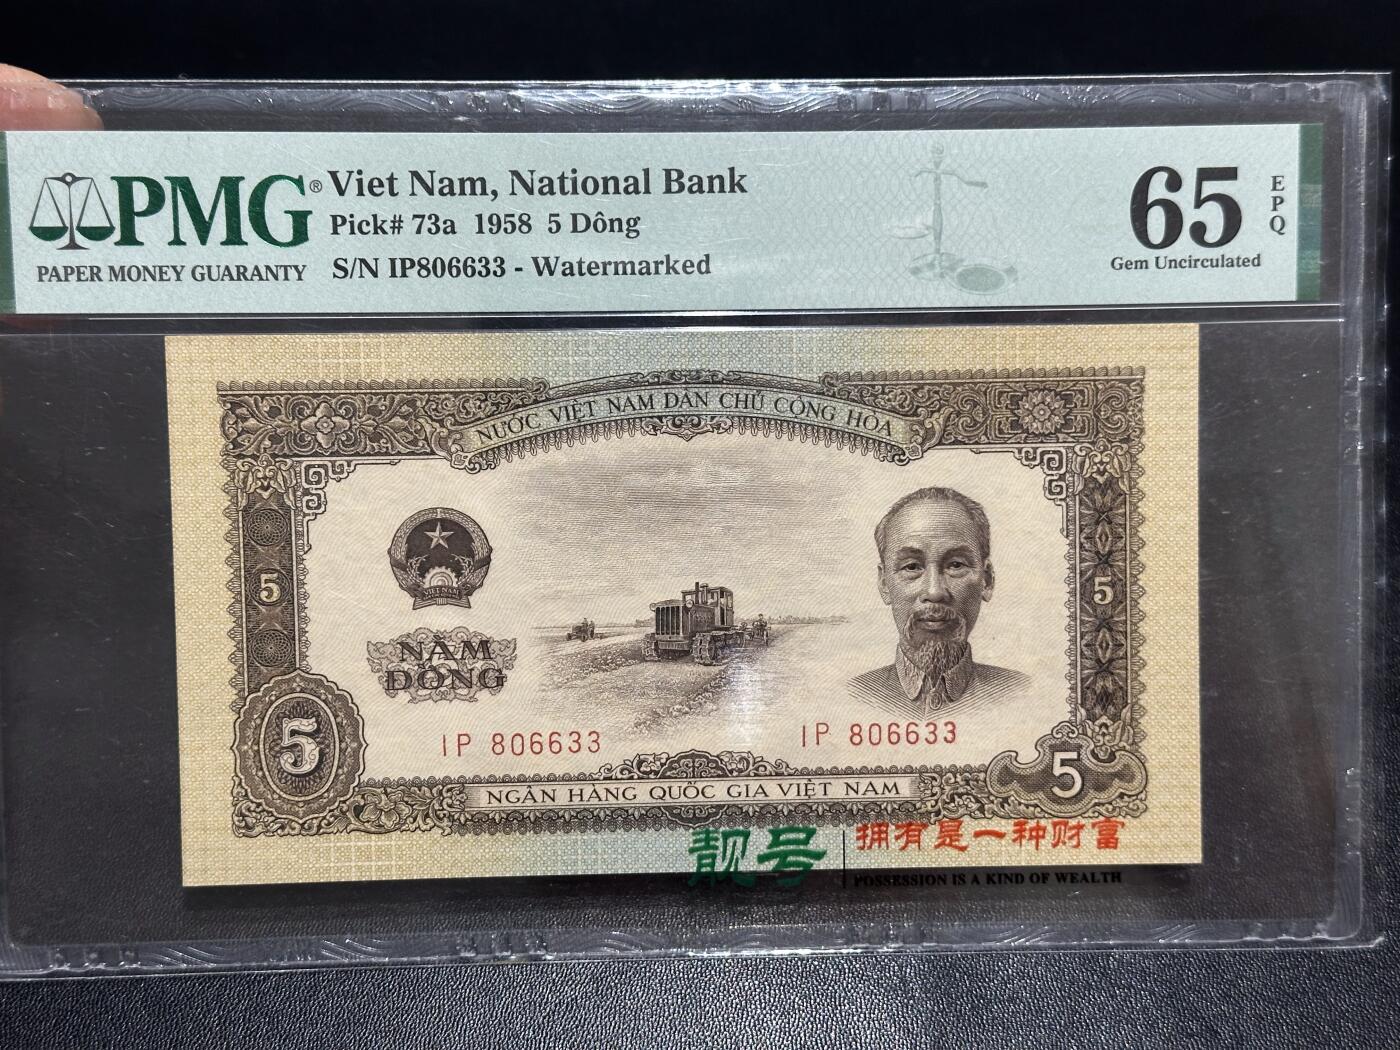 PMG® Viet Nam, National Bank
Pick# 73a 1958 5 Dông
PAPER MONEY GUARANTY S/N IP806633 - Watermarked
65 EPQ
Gem Uncirculated
NƯỚC VIỆT NAM DÂN CHỦ CỘNG HÒA
VIỆT NAM
5
5
NĂM
ĐỒNG
5
IP 806633
IP 806633
5
NGÂN HÀNG QUỐC GIA VIỆT NAM
靓号
拥有是一种财富
POSSESSION IS A KIND OF WEALTH